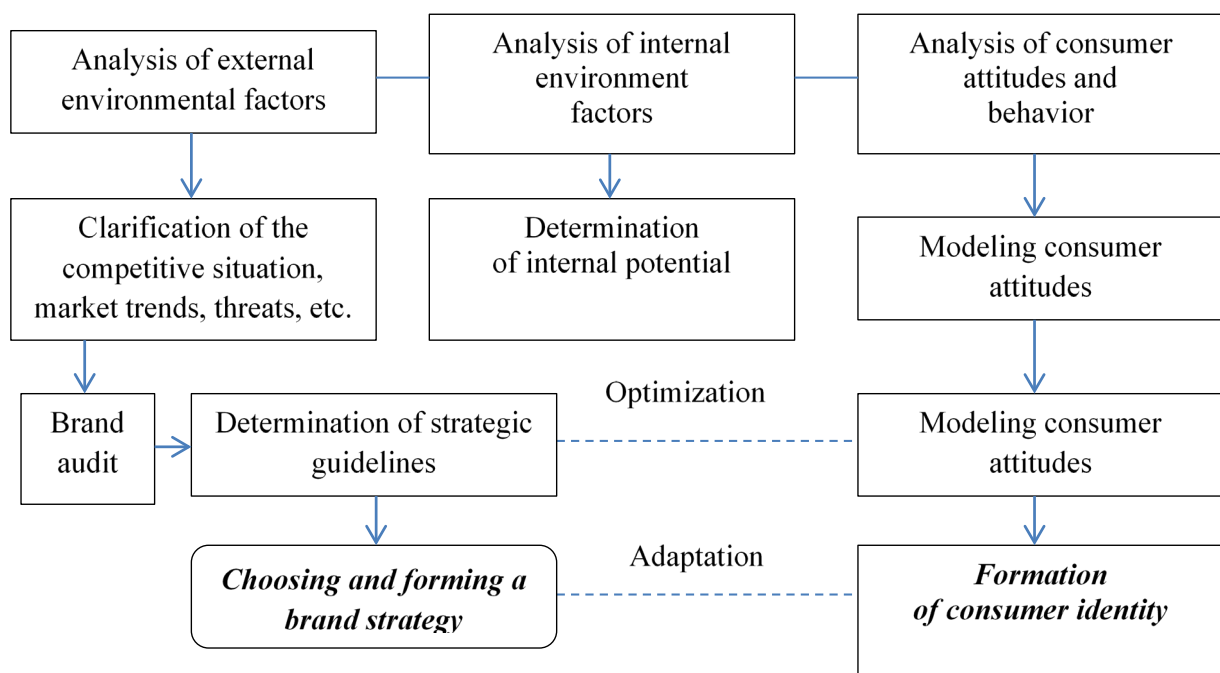 Analysis of external
environmental factors
Analysis of internal
environment
factors
Analysis of consumer
attitudes and
behavior
Clarification of the
competitive situation,
market trends, threats, etc.
Determination
of internal potential
Modeling consumer
attitudes
Brand
audit
Determination of strategic
guidelines
Optimization
Modeling consumer
attitudes
Choosing and forming a
brand strategy
Adaptation
Formation
of consumer identity